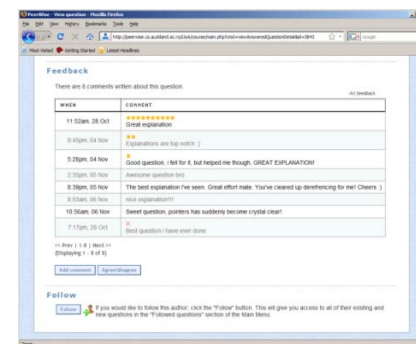 PeerWise - View question - Mozilla Firefox
File Edit View History Bookmarks Tools Help
Google
Most Visited Getting Started Latest Headlines
Feedback
There are 8 comments written about this question
WHEN COMMENT
11:52am, 28 Oct
Great explanation
9:45pm, 04 Nov
Explanations are top notch :)
5:28pm, 04 Nov
Good question, i fell for it, but helped me though. GREAT EXPLANATION!
2:35pm, 05 Nov Awesome question bro
8:39pm, 05 Nov The best explanation I've seen. Great effort mate. You've cleared up dereferencing for me! Cheers :)
8:53am, 06 Nov nice explanation!!!!
10:56am, 06 Nov Sweet question, pointers has suddenly become crystal clear!
7:17pm, 28 Oct
Best question i have ever done
<< Prev | 1-8 | Next >>
(Displaying 1 - 8 of 8)
Add comment Agree/disagree
Follow
Follow If you would like to follow this author, click the "Follow" button. This will give you access to all of their existing and
new questions in the "Followed questions" section of the Main Menu.